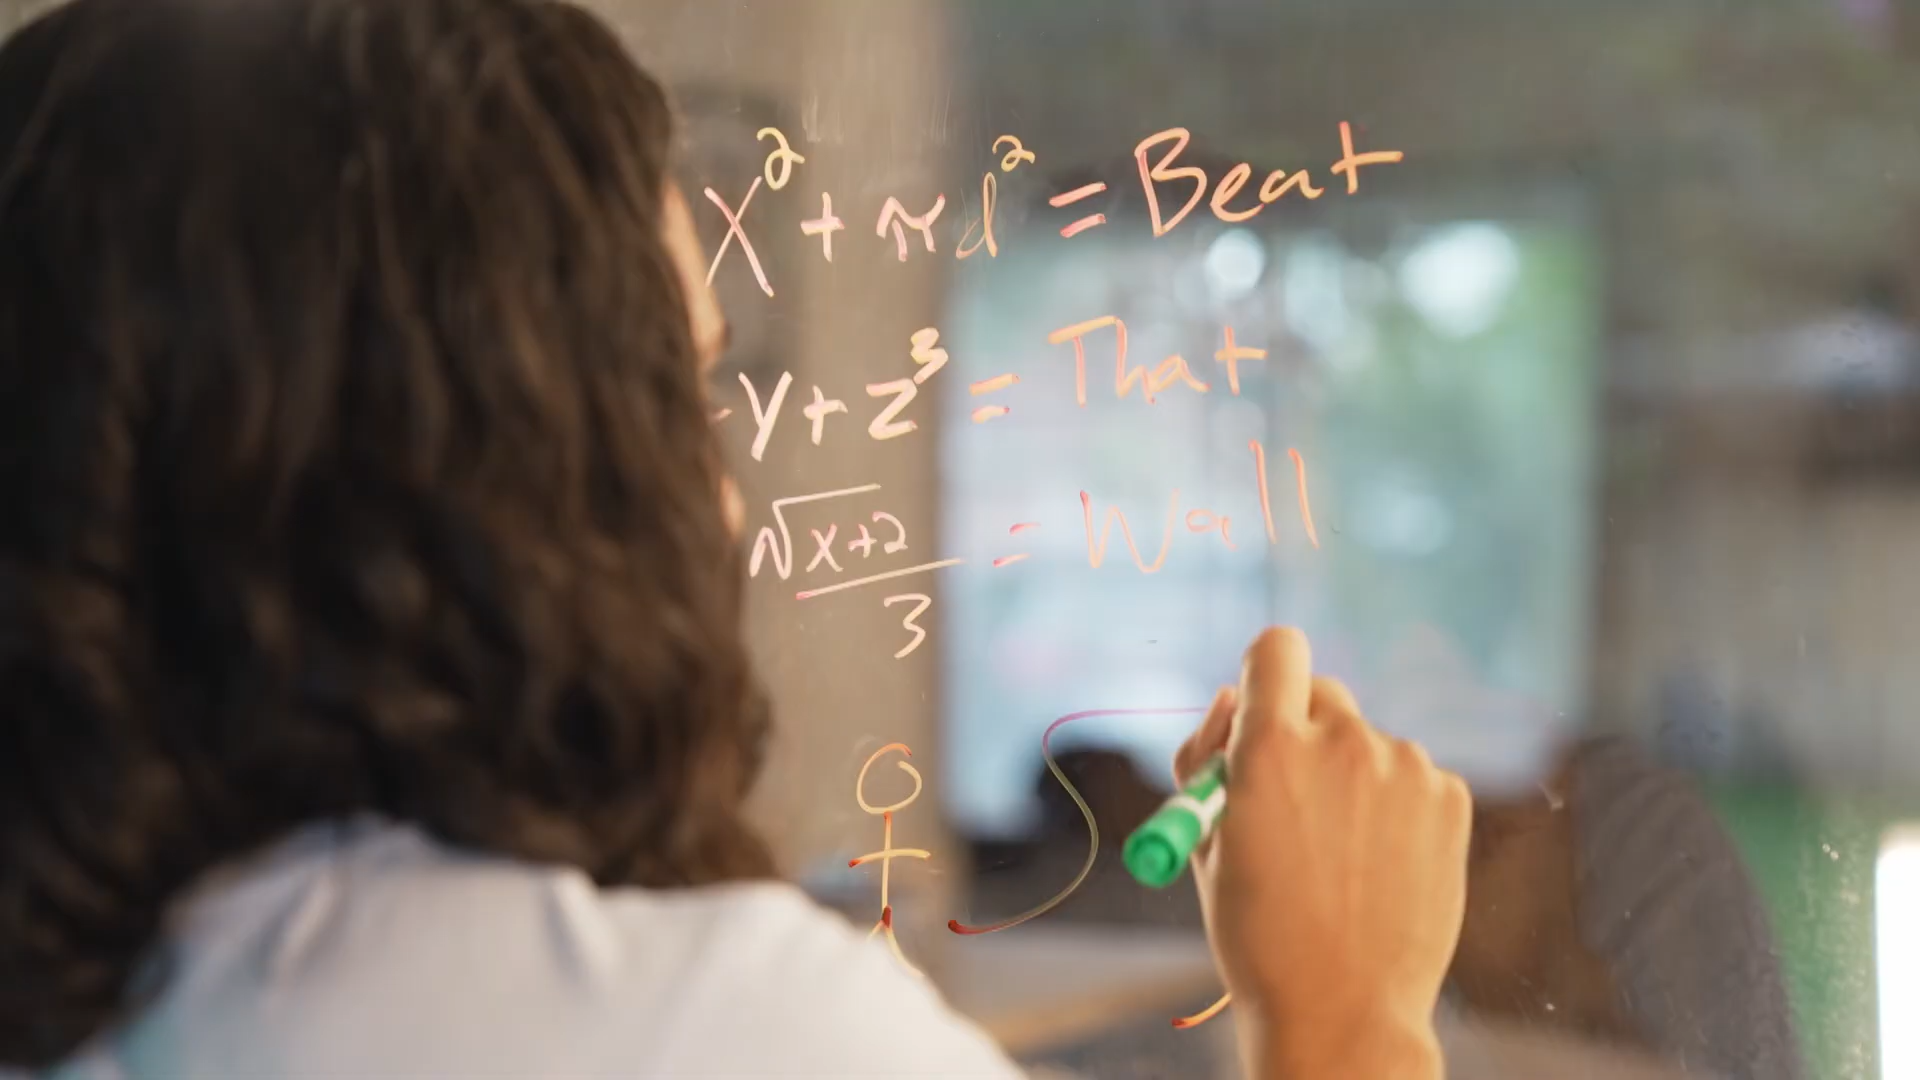 x² + πd² = Beat
-y + z³ = That
√(x+2) / 3 = Wall